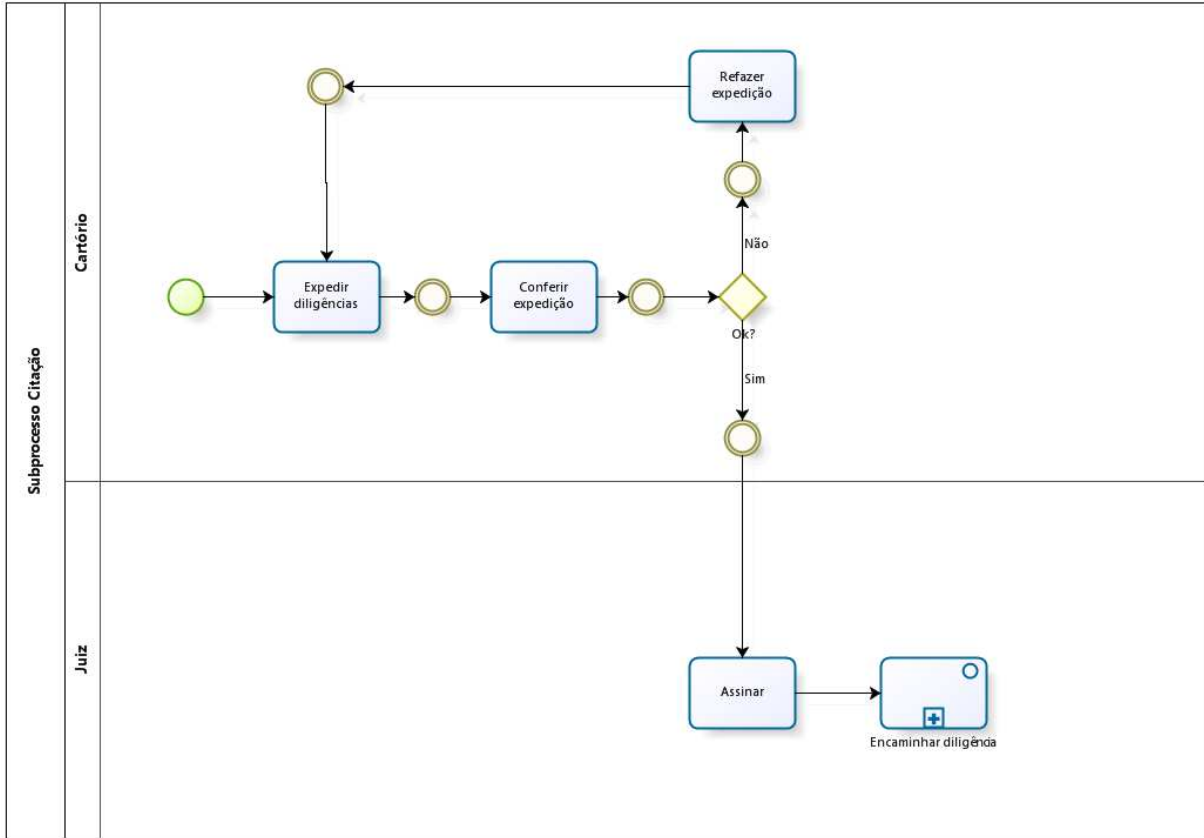 Subprocesso Citação
Cartório
Refazer
expedição
Não
Expedir
diligências
Conferir
expedição
Ok?
Sim
Juiz
Assinar
Encaminhar diligência